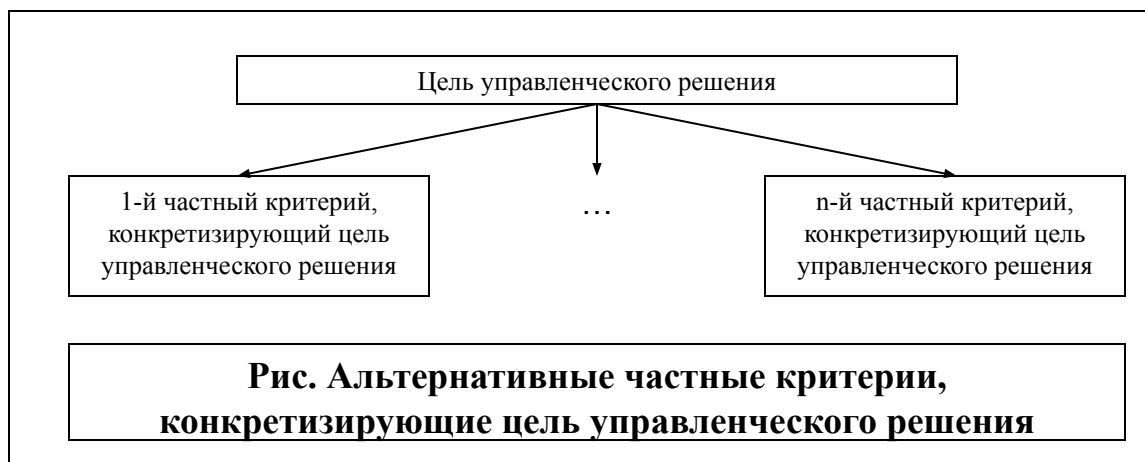 Цель управленческого решения
1-й частный критерий,
конкретизирующий цель
управленческого решения
...
n-й частный критерий,
конкретизирующий цель
управленческого решения
Рис. Альтернативные частные критерии,
конкретизирующие цель управленческого решения